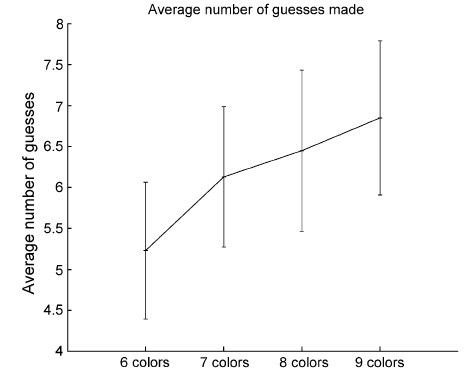 Average number of guesses made
Average number of guesses
8
7.5
7
6.5
6
5.5
5
4.5
4
6 colors
7 colors
8 colors
9 colors